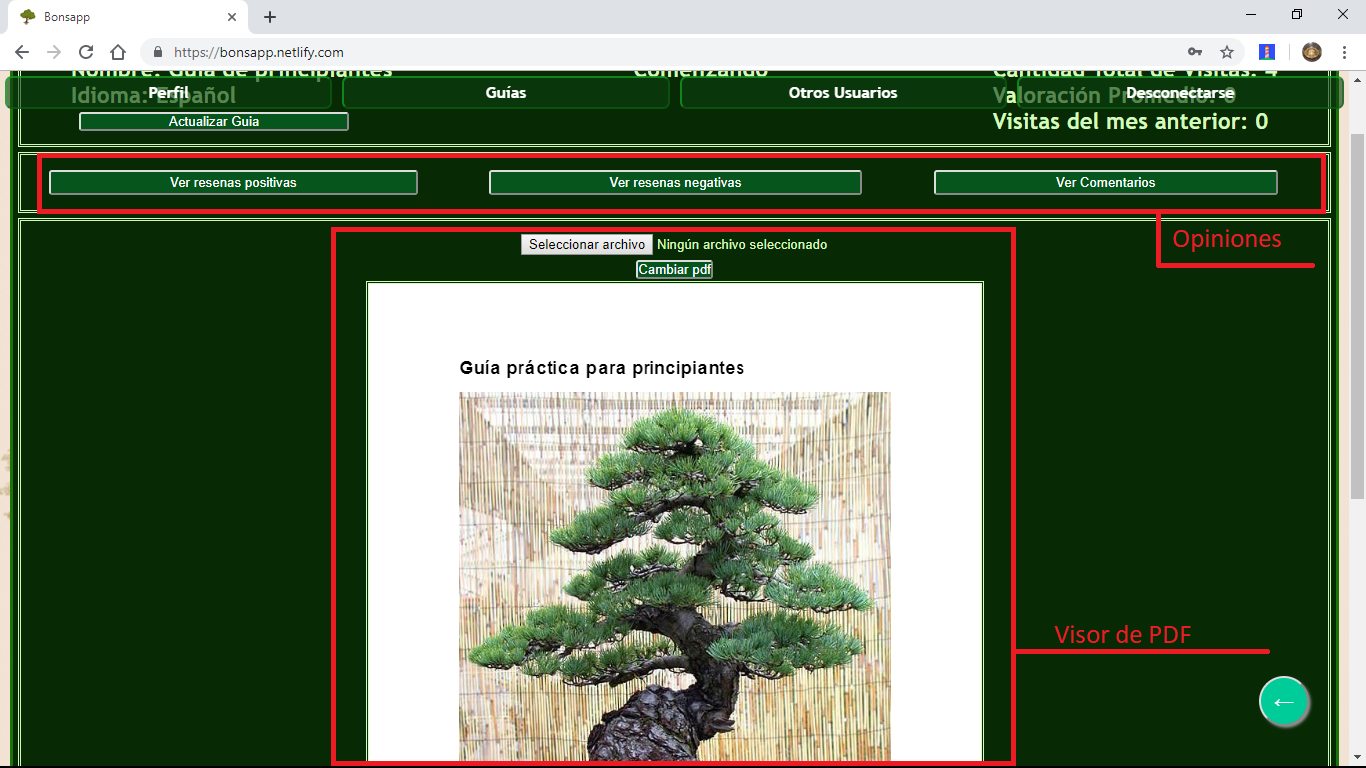 Bonsapp
https://bonsapp.netlify.com
Nombre: Guia de principiantes
Comenzando
Cantidad Total de Visitas: 4
Perfil
Guías
Otros Usuarios
Desconectarse
Idioma: Español
Valoración Promedio: 0
Actualizar Guia
Visitas del mes anterior: 0
Ver resenas positivas
Ver resenas negativas
Ver Comentarios
Opiniones
Seleccionar archivo Ningún archivo seleccionado
Cambiar pdf
Guía práctica para principiantes
Visor de PDF
←